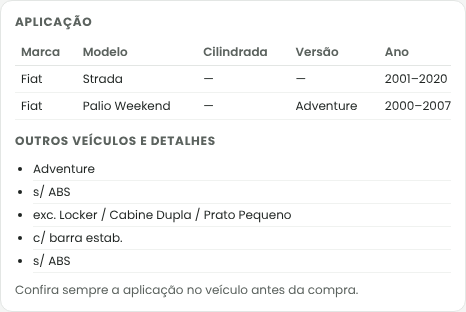 APLICAÇÃO
Marca Modelo Cilindrada Versão Ano
Fiat Strada — — 2001–2020
Fiat Palio Weekend — Adventure 2000–2007
OUTROS VEÍCULOS E DETALHES
• Adventure
• s/ ABS
• exc. Locker / Cabine Dupla / Prato Pequeno
• c/ barra estab.
• s/ ABS
Confira sempre a aplicação no veículo antes da compra.